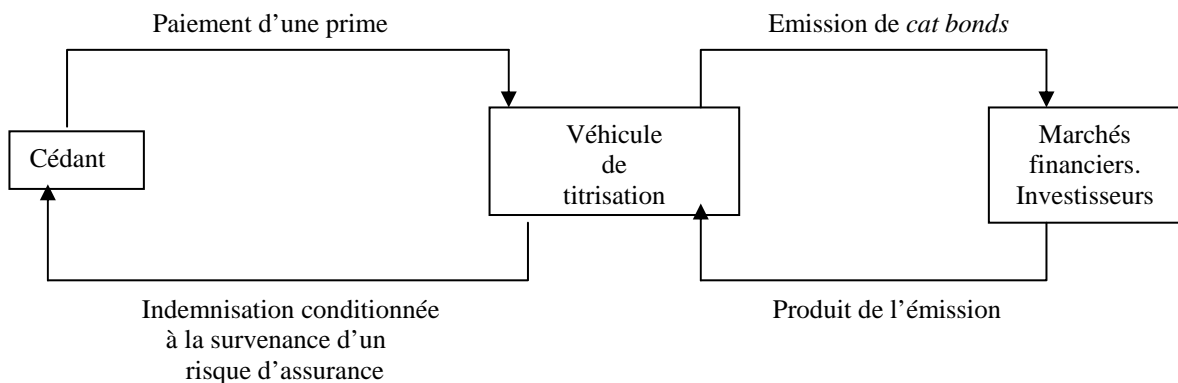 Paiement d'une prime
Emission de cat bonds
Cédant
Véhicule
de
titrisation
Marchés
financiers.
Investisseurs
Indemnisation conditionnée
à la survenance d'un
risque d'assurance
Produit de l'émission